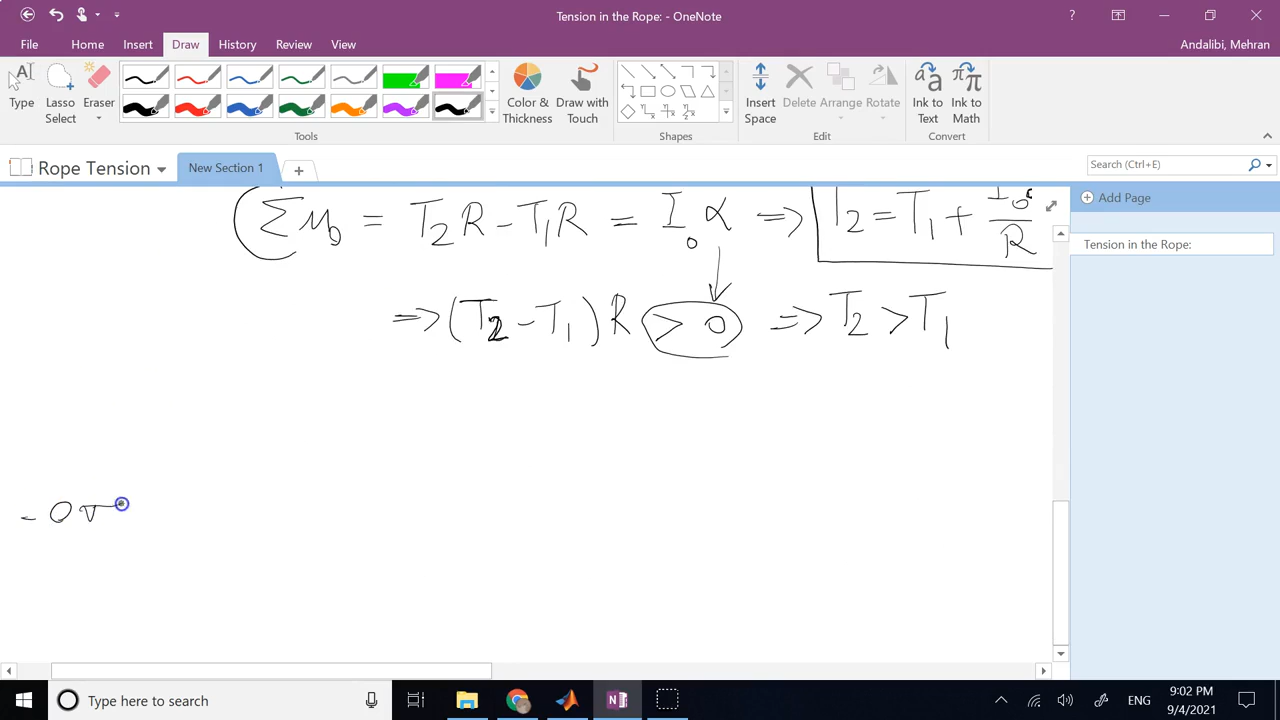 Tension in the Rope: - OneNote
File Home Insert Draw History Review View
Andalibi, Mehran
Type Lasso Select Eraser Color & Thickness Draw with Touch Insert Space Delete Arrange Rotate Ink to Text Ink to Math
Tools Shapes Edit Convert
Rope Tension New Section 1 + Search (Ctrl+E)
Add Page
Tension in the Rope:
ΣM₀ = T₂R - T₁R = I₀ α => T₂ = T₁ + I₀ / R
=> (T₂ - T₁) R > 0 => T₂ > T₁
Type here to search
ENG
9:02 PM
9/4/2021